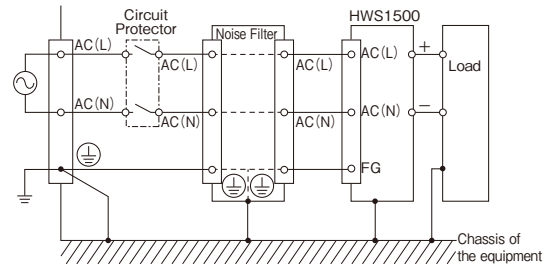 Circuit
Protector
HWS1500
Noise Filter
AC(L)
AC(L)
AC(L)
AC(L)
+
Load
AC(N)
AC(N)
AC(N)
AC(N)
−
FG
Chassis of
the equipment